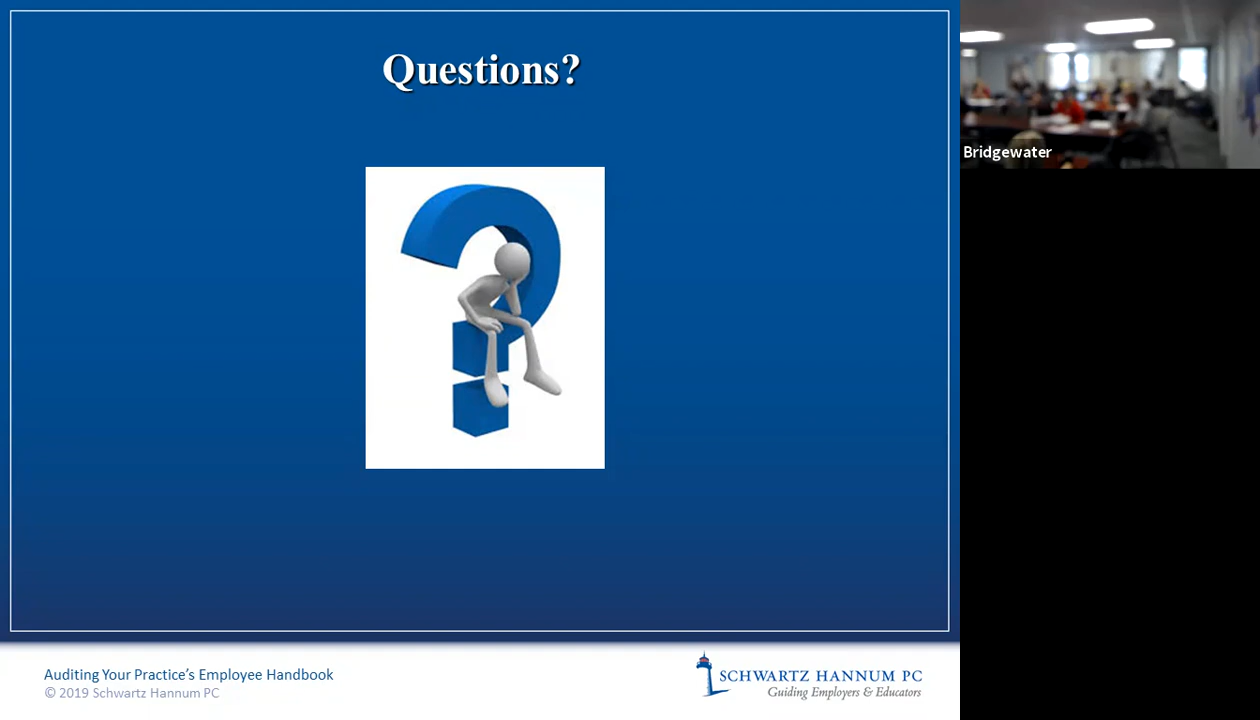 Questions?
Bridgewater
Auditing Your Practice's Employee Handbook
© 2019 Schwartz Hannum PC
SCHWARTZ HANNUM PC
Guiding Employers & Educators